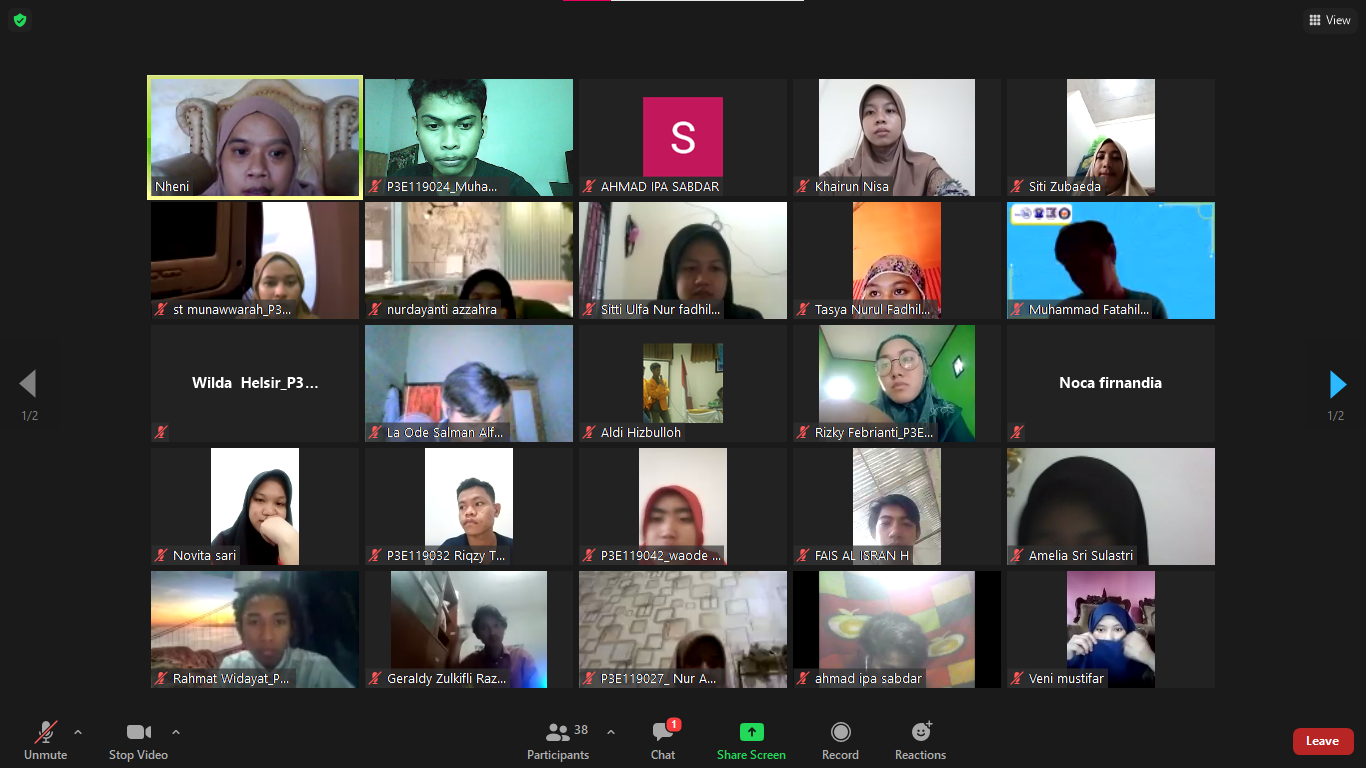 View
Nheni
P3E119024_Muha...
S
AHMAD IPA SABDAR
Khairun Nisa
Siti Zubaeda
st munawwarah_P3...
nurdayanti azzahra
Sitti Ulfa Nur fadhil...
Tasya Nurul Fadhil...
Muhammad Fatahil...
1/2
Wilda Helsir_P3...
La Ode Salman Alf...
Aldi Hizbulloh
Rizky Febrianti_P3E...
Noca firnandia
1/2
Novita sari
P3E119032 Riqzy T...
P3E119042_waode ...
FAIS AL ISRAN H
Amelia Sri Sulastri
Rahmat Widayat_P...
Geraldy Zulkifli Raz...
P3E119027_ Nur A...
ahmad ipa sabdar
Veni mustifar
Unmute
Stop Video
38
Participants
1
Chat
Share Screen
Record
Reactions
Leave